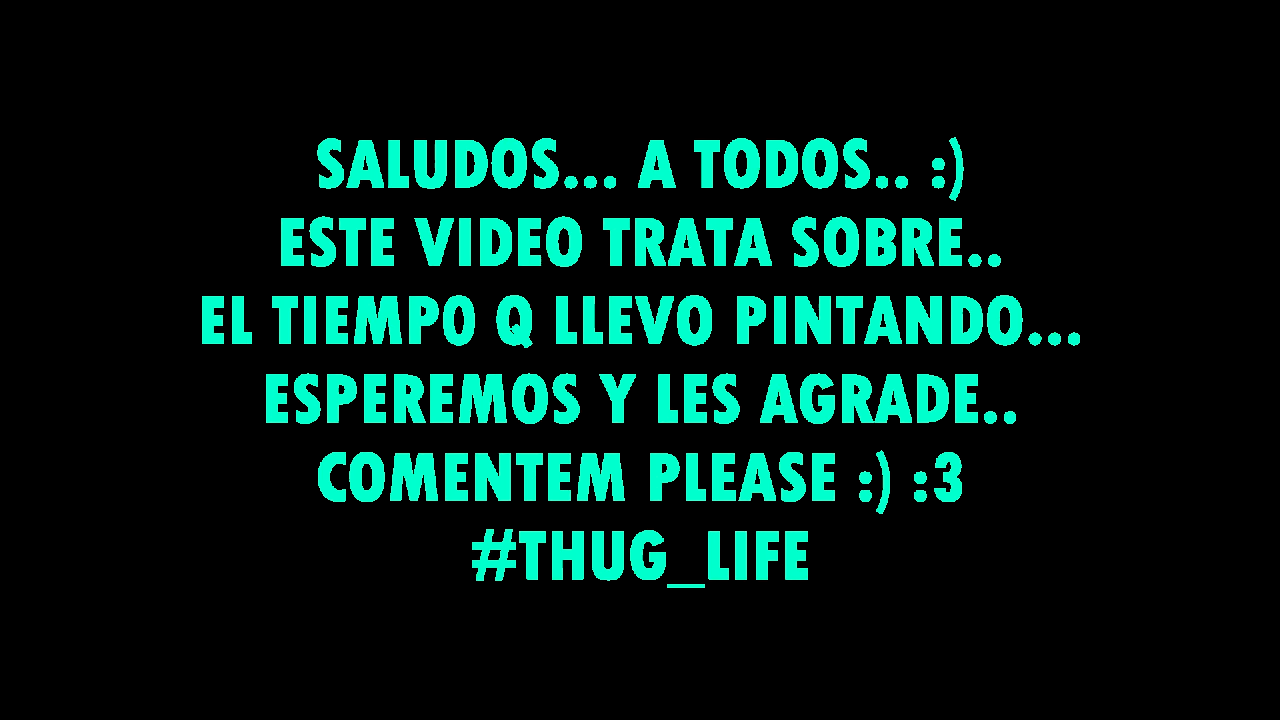 SALUDOS... A TODOS.. :)
ESTE VIDEO TRATA SOBRE..
EL TIEMPO Q LLEVO PINTANDO...
ESPEREMOS Y LES AGRADE..
COMENTEM PLEASE :) :3
#THUG_LIFE